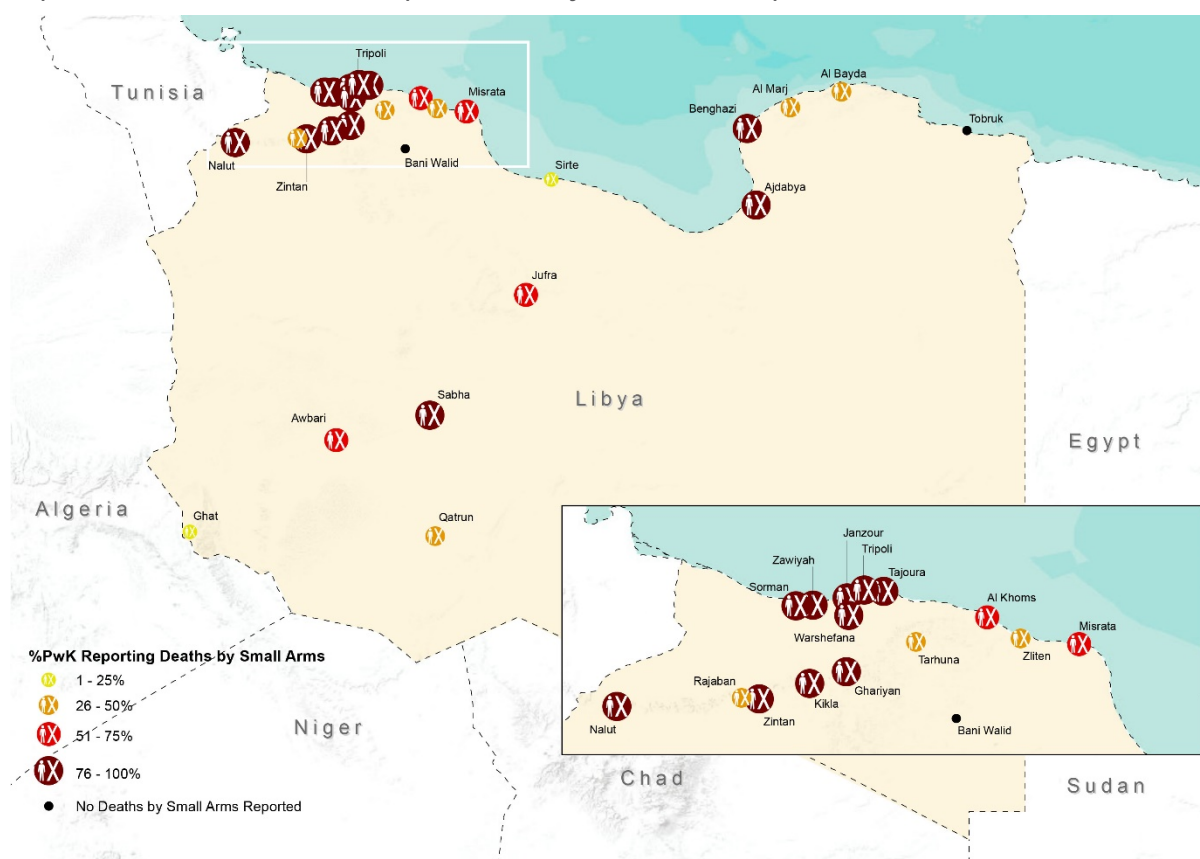 Tripoli
Tunisia
Misrata
Nalut
Zintan
Bani Walid
Sirte
Benghazi
Al Marj
Al Bayda
Tobruk
Ajdabya
Jufra
Sabha
Libya
Awbari
Egypt
Algeria
Ghat
Qatrun
Niger
Chad
Sudan
Janzour
Tripoli
Zawiyah
Tajoura
Sorman
Al Khoms
Misrata
Warshefana
Zliten
Tarhuna
Rajaban
Ghariyan
Kikla
Zintan
Nalut
Bani Walid
%PwK Reporting Deaths by Small Arms
1 - 25%
26 - 50%
51 - 75%
76 - 100%
No Deaths by Small Arms Reported